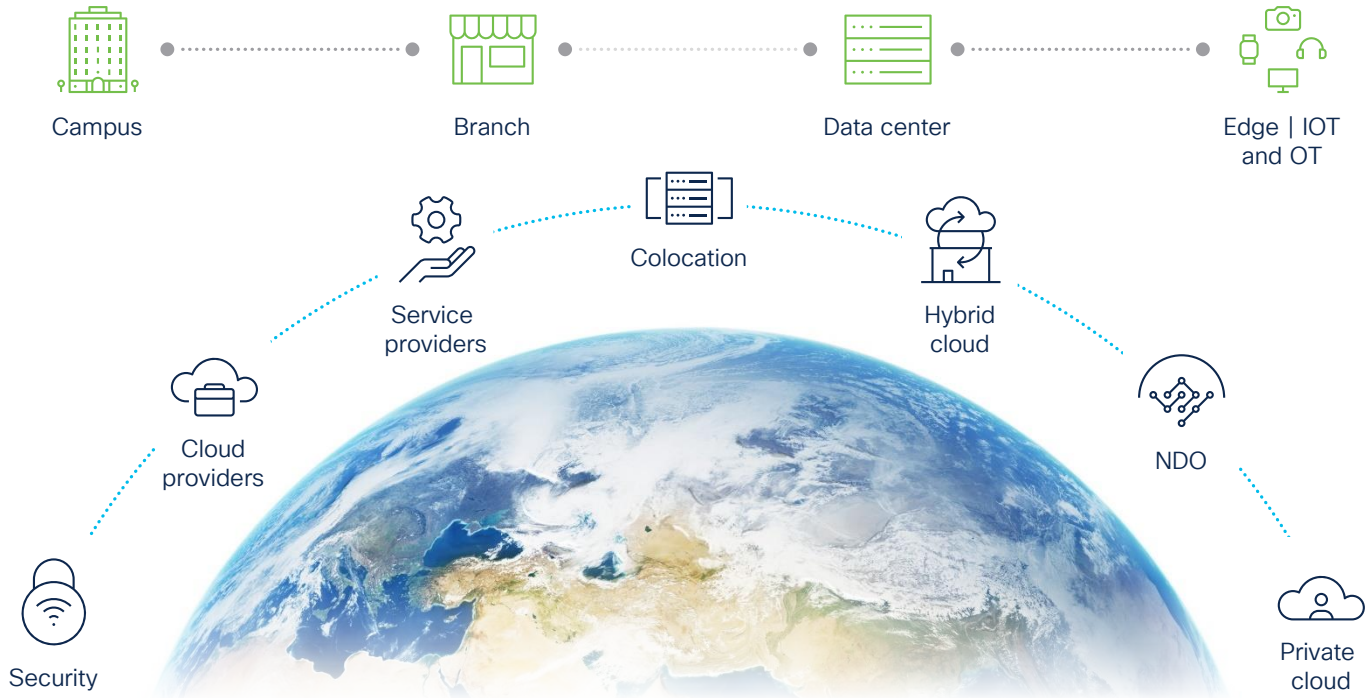 Campus
Branch
Data center
Edge | IOT
and OT
Colocation
Service
providers
Hybrid
cloud
Cloud
providers
NDO
Security
Private
cloud